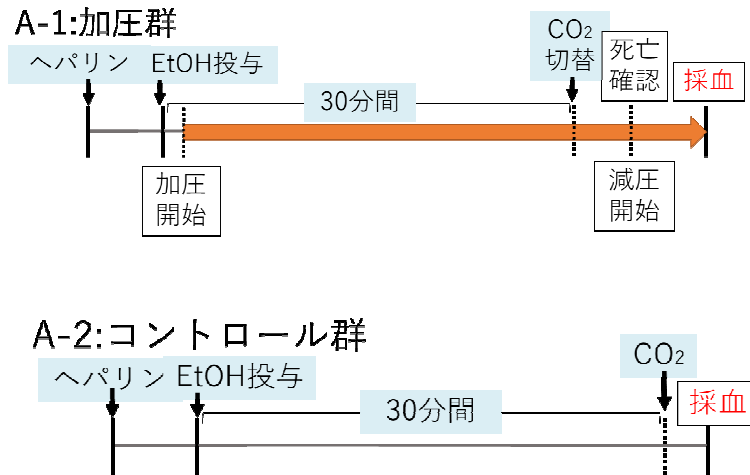 A-1:加圧群
ヘパリン
EtOH投与
30分間
CO₂
切替
死亡
確認
採血
加圧
開始
減圧
開始
A-2:コントロール群
ヘパリン
EtOH投与
30分間
CO₂
採血